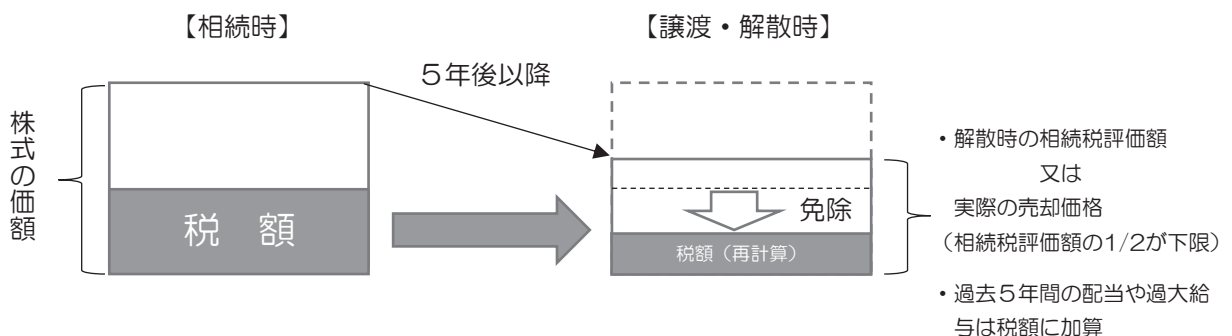 【相続時】
【譲渡・解散時】
5年後以降
株式の価額
税 額
免除
税額（再計算）
・解散時の相続税評価額
又は
実際の売却価格
（相続税評価額の1/2が下限）
・過去5年間の配当や過大給
与は税額に加算